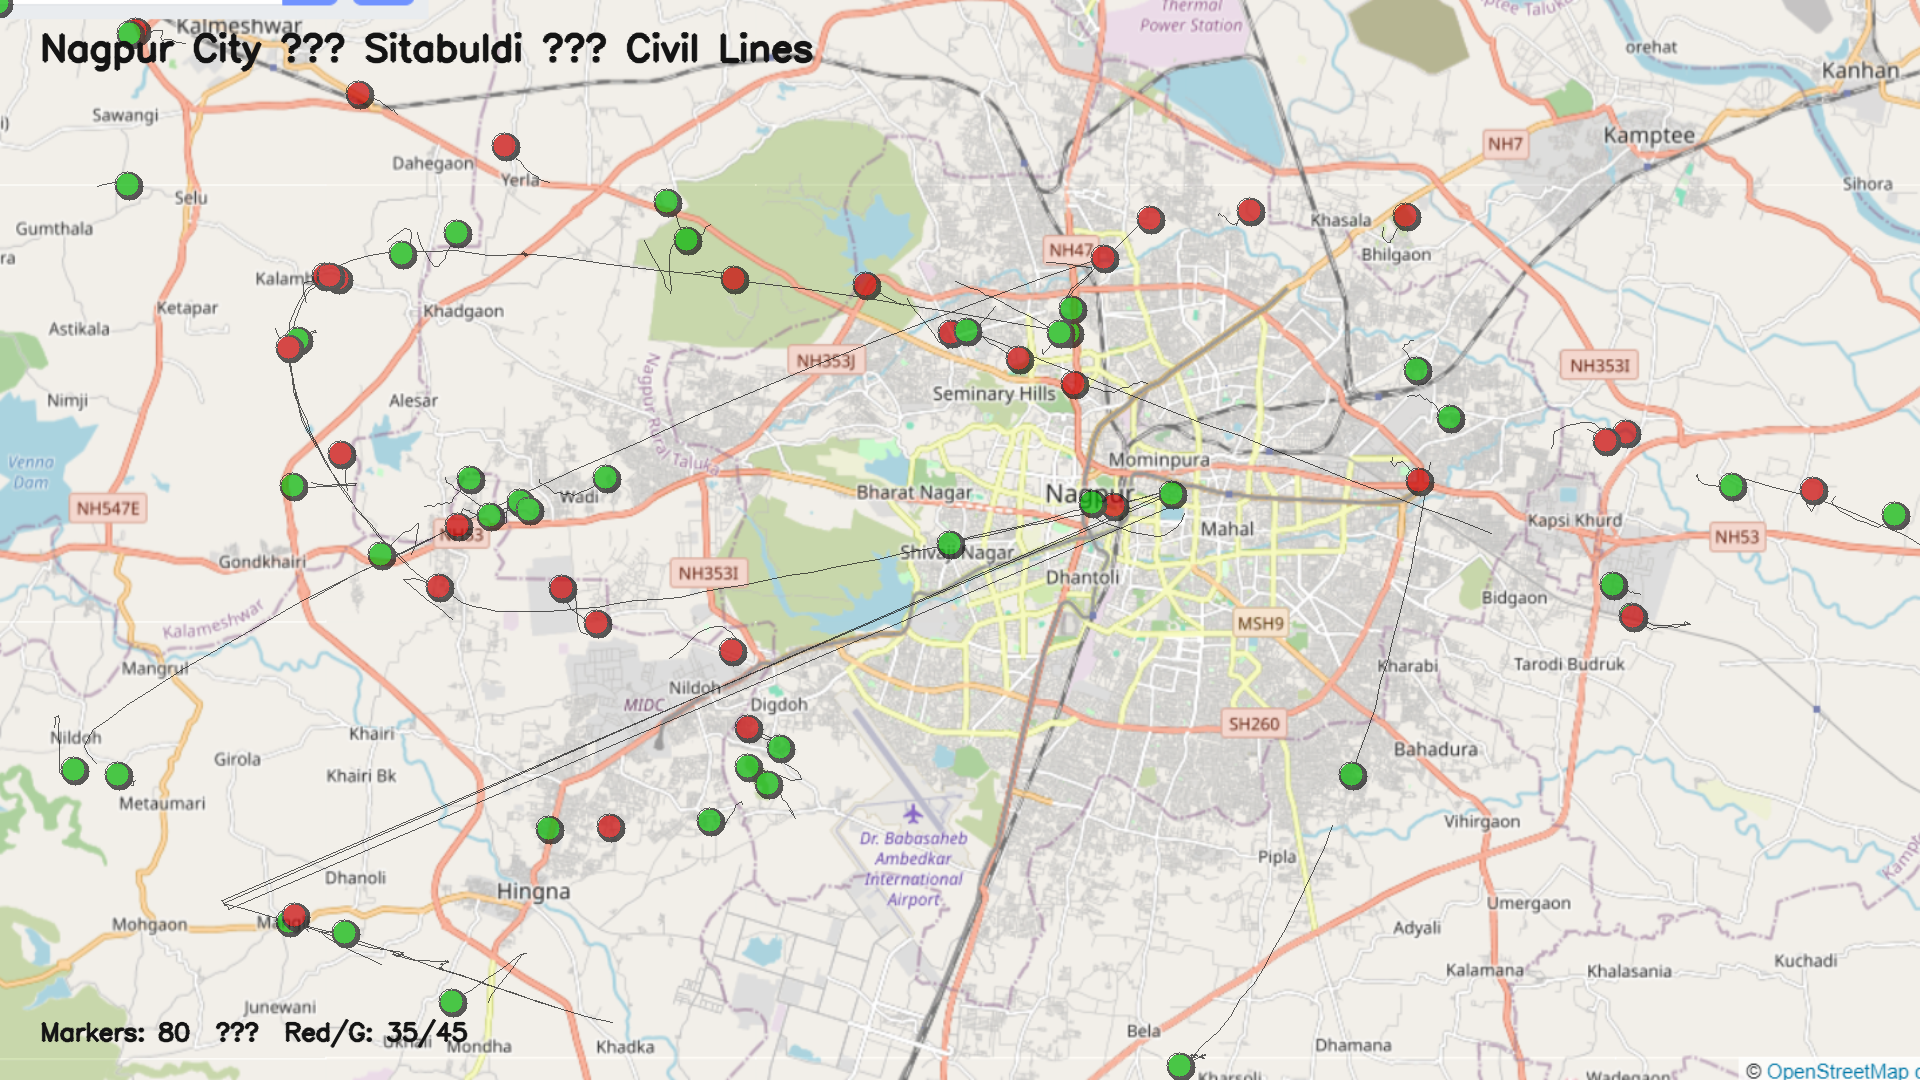 Kalmeshwar
Nagpur City ??? Sitabuldi ??? Civil Lines
Thermal
Power Station
orehat
Kanhan
Sawangi
Dahegaon
NH7
Kamptee
Yerla
Selu
Sihora
Gumthala
Khasala
NH47
Bhilgaon
Ketapar
Khadgaon
Astikala
NH353J
NH353I
Nagpur Rural Taluka
Seminary Hills
Nimji
Alesar
Mominpura
Venna
Dam
Wadi
Bharat Nagar
Nagpur
NH547E
Kapsi Khurd
Mahal
NH53
NH53
Gondkhairi
Shivaji Nagar
NH353I
Dhantoli
Bidgaon
Kalmeshwar
MSH9
Mangrul
Kharabi
Tarodi Budruk
Nildoh
MIDC
Digdoh
SH260
Nildoh
Khairi
Bahadura
Girola
Khairi Bk
Metaumari
Dr. Babasaheb
Ambedkar
International
Airport
Vihirgaon
Pipla
Dhanoli
Hingna
Umergaon
Mohgaon
Adyali
Kalamana
Khalasania
Kuchadi
Junewani
Markers: 80 ??? Red/G: 35/45
Mondha
Khadka
Bela
Dhamana
Kharsoli
Wadegaon
© OpenStreetMap c